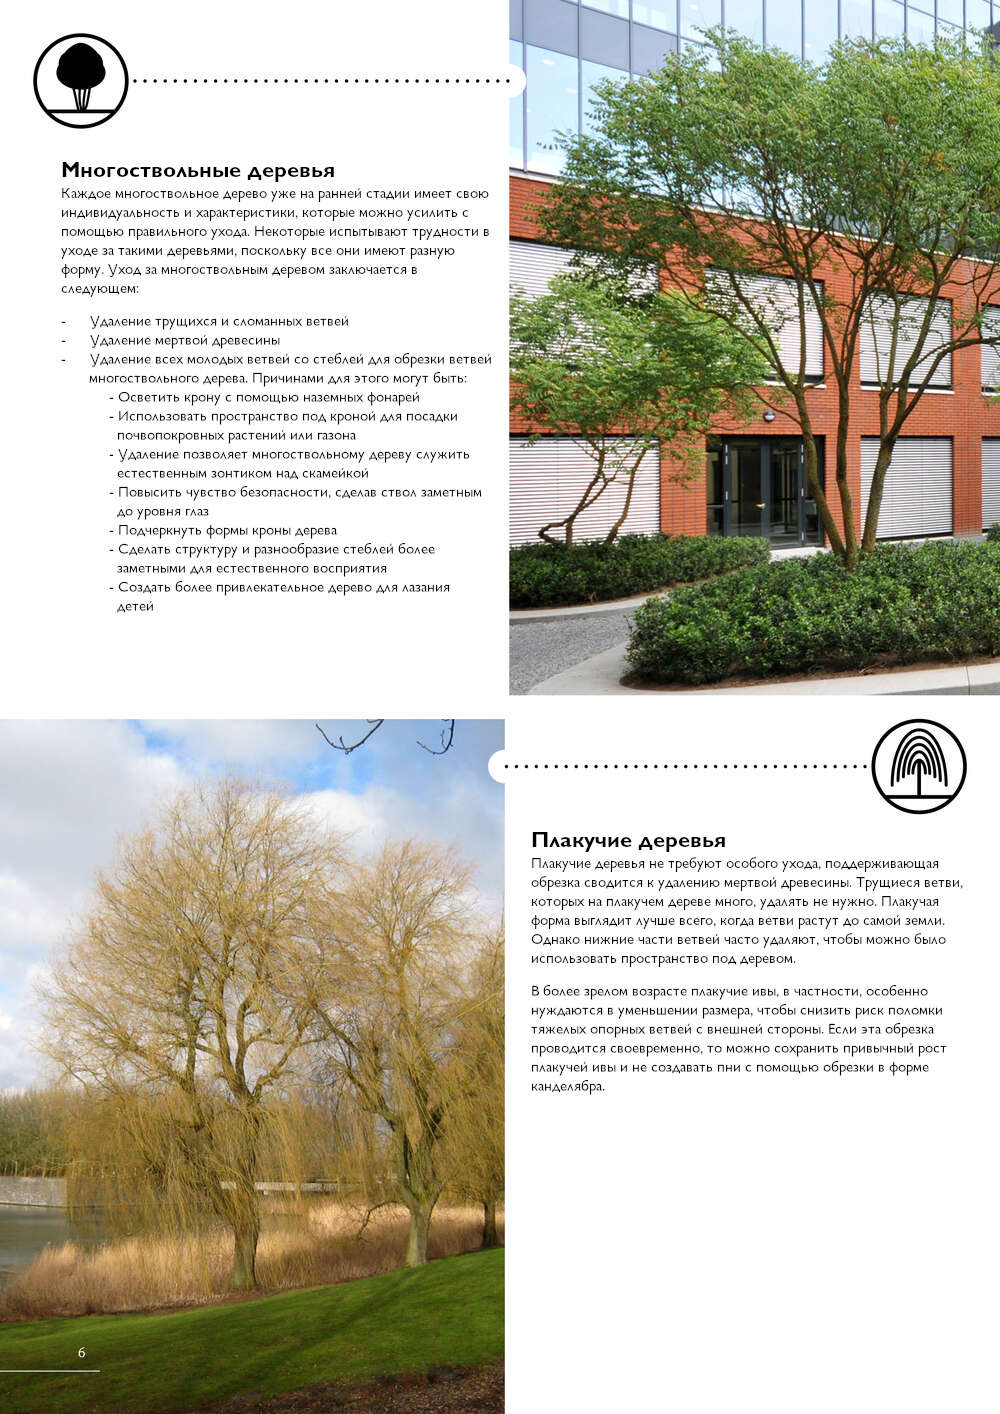 Многоствольные деревья
Каждое многоствольное дерево уже на ранней стадии имеет свою
индивидуальность и характеристики, которые можно усилить с
помощью правильного ухода. Некоторые испытывают трудности в
уходе за такими деревьями, поскольку все они имеют разную
форму. Уход за многоствольным деревом заключается в
следующем:
- Удаление трущихся и сломанных ветвей
- Удаление мертвой древесины
- Удаление всех молодых ветвей со стеблей для обрезки ветвей
многоствольного дерева. Причинами для этого могут быть:
- Осветить крону с помощью наземных фонарей
- Использовать пространство под кроной для посадки
почвопокровных растений или газона
- Удаление позволяет многоствольному дереву служить
естественным зонтиком над скамейкой
- Повысить чувство безопасности, сделав ствол заметным
до уровня глаз
- Подчеркнуть формы кроны дерева
- Сделать структуру и разнообразие стеблей более
заметными для естественного восприятия
- Создать более привлекательное дерево для лазания
детей
Плакучие деревья
Плакучие деревья не требуют особого ухода, поддерживающая
обрезка сводится к удалению мертвой древесины. Трущиеся ветви,
которых на плакучем дереве много, удалять не нужно. Плакучая
форма выглядит лучше всего, когда ветви растут до самой земли.
Однако нижние части ветвей часто удаляют, чтобы можно было
использовать пространство под деревом.
В более зрелом возрасте плакучие ивы, в частности, особенно
нуждаются в уменьшении размера, чтобы снизить риск поломки
тяжелых опорных ветвей с внешней стороны. Если эта обрезка
проводится своевременно, то можно сохранить привычный рост
плакучей ивы и не создавать пни с помощью обрезки в форме
канделябра.
6